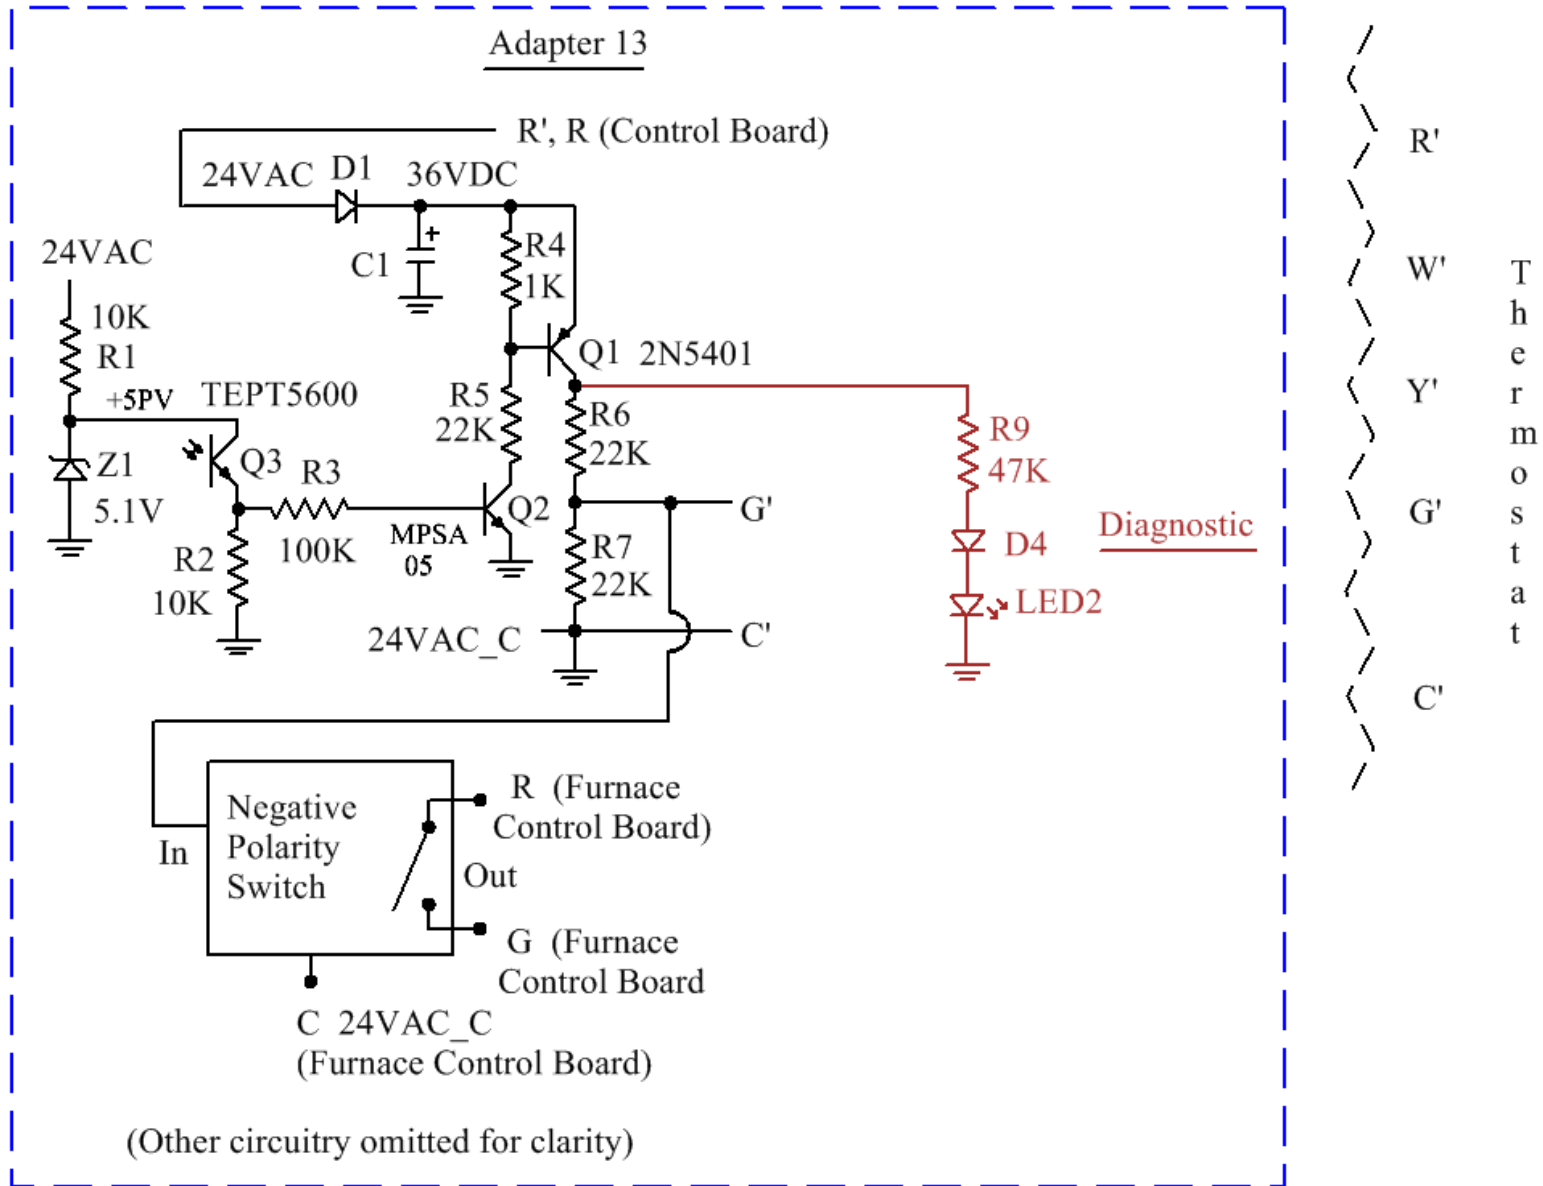 Adapter 13
R', R (Control Board)
24VAC D1 36VDC
24VAC
+
C1
R4
1K
10K
R1
Q1 2N5401
+5PV
TEPT5600
R5
22K
R6
22K
R9
47K
Z1
5.1V
Q3
R3
100K
Q2
MPSA
05
G'
R2
10K
R7
22K
24VAC_C
C'
Diagnostic
D4
LED2
In
Negative
Polarity
Switch
Out
R (Furnace
Control Board)
G (Furnace
Control Board
C 24VAC_C
(Furnace Control Board)
(Other circuitry omitted for clarity)
R'
W'
Y'
G'
C'
T
h
e
r
m
o
s
t
a
t